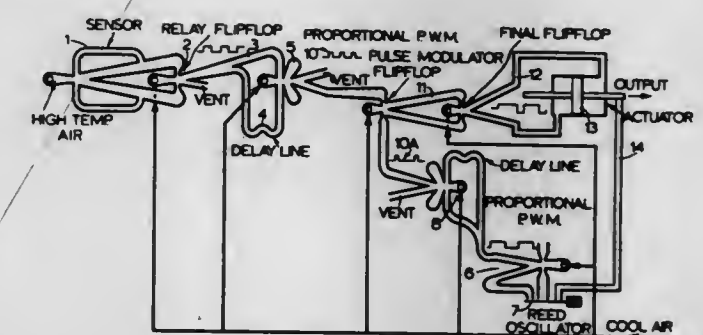 SENSOR
1
RELAY FLIPFLOP
2
3
VENT
HIGH TEMP
AIR
4
DELAY LINE
5
PROPORTIONAL P.W.M.
10
PULSE MODULATOR
FLIPFLOP
VENT
11
FINAL FLIPFLOP
12
OUTPUT
13
ACTUATOR
14
10A
DELAY LINE
VENT
8
PROPORTIONAL
P.W.M.
6
7
REED
OSCILLATOR
COOL AIR